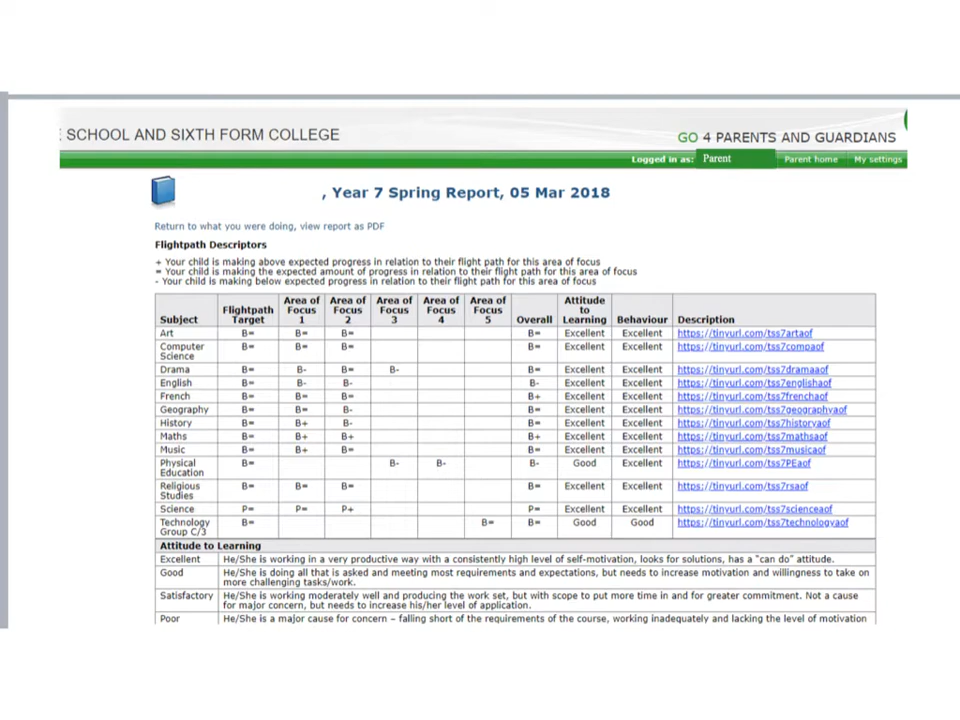 SCHOOL AND SIXTH FORM COLLEGE
GO 4 PARENTS AND GUARDIANS
Logged in as: Parent Parent home My settings
, Year 7 Spring Report, 05 Mar 2018
Return to what you were doing, view report as PDF
Flightpath Descriptors
+ Your child is making above expected progress in relation to their flight path for this area of focus
= Your child is making the expected amount of progress in relation to their flight path for this area of focus
- Your child is making below expected progress in relation to their flight path for this area of focus
Subject Flightpath Target Area of Focus 1 Area of Focus 2 Area of Focus 3 Area of Focus 4 Area of Focus 5 Overall Attitude to Learning Behaviour Description
Art B= B= B= B= Excellent Excellent https://tinyurl.com/tss7artaof
Computer Science B= B= B= B= Excellent Excellent https://tinyurl.com/tss7compaof
Drama B= B- B= B- B= Excellent Excellent https://tinyurl.com/tss7dramaaof
English B= B- B- B- Excellent Excellent https://tinyurl.com/tss7englishaof
French B= B= B= B+ Excellent Excellent https://tinyurl.com/tss7frenchaof
Geography B= B= B- B= Excellent Excellent https://tinyurl.com/tss7geographyaof
History B= B+ B- B= Excellent Excellent https://tinyurl.com/tss7historyaof
Maths B= B+ B+ B+ Excellent Excellent https://tinyurl.com/tss7mathsaof
Music B= B+ B= B= Excellent Excellent https://tinyurl.com/tss7musicaof
Physical Education B= B- B- B- Good Excellent https://tinyurl.com/tss7PEaof
Religious Studies B= B= B= B= Excellent Excellent https://tinyurl.com/tss7rsaof
Science P= P= P+ P= Excellent Excellent https://tinyurl.com/tss7scienceaof
Technology Group C/3 B= B= B= Good Good https://tinyurl.com/tss7technologyaof
Attitude to Learning
Excellent He/She is working in a very productive way with a consistently high level of self-motivation, looks for solutions, has a "can do" attitude.
Good He/She is doing all that is asked and meeting most requirements and expectations, but needs to increase motivation and willingness to take on
more challenging tasks/work.
Satisfactory He/She is working moderately well and producing the work set, but with scope to put more time in and for greater commitment. Not a cause
for major concern, but needs to increase his/her level of application.
Poor He/She is a major cause for concern – falling short of the requirements of the course, working inadequately and lacking the level of motivation